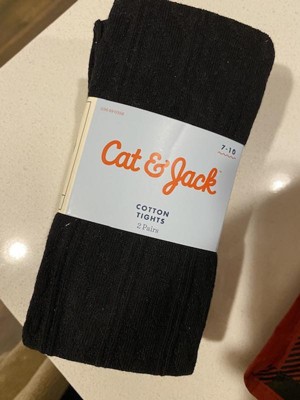 7-10
Cat & Jack
COTTON
TIGHTS
2 Pairs